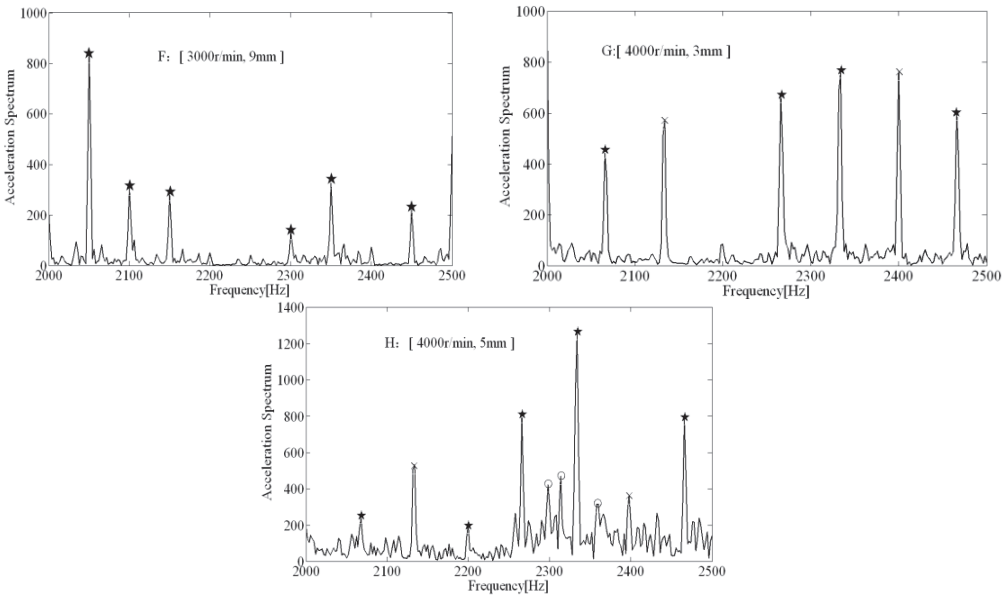 F: [ 3000r/min, 9mm ]
Acceleration Spectrum
1000
800
600
400
200
0
2000 2100 2200 2300 2400 2500
Frequency[Hz]
G:[ 4000r/min, 3mm ]
Acceleration Spectrum
1000
800
600
400
200
0
2000 2100 2200 2300 2400 2500
Frequency[Hz]
H: [ 4000r/min, 5mm ]
Acceleration Spectrum
1400
1200
1000
800
600
400
200
0
2000 2100 2200 2300 2400 2500
Frequency[Hz]